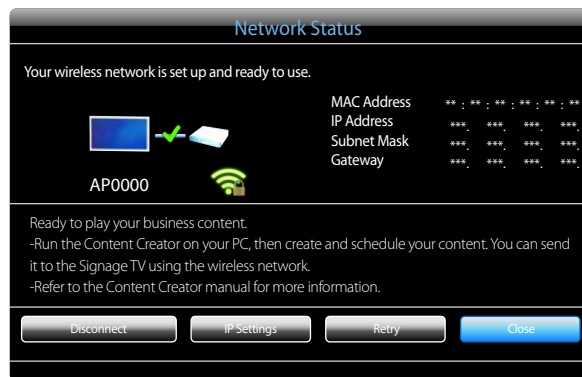 Network Status
Your wireless network is set up and ready to use.
MAC Address ** : ** : ** : ** : ** : **
IP Address ***. ***. ***. ***
Subnet Mask ***. ***. ***. ***
Gateway ***. ***. ***. ***
AP0000
Ready to play your business content.
-Run the Content Creator on your PC, then create and schedule your content. You can send
it to the Signage TV using the wireless network.
-Refer to the Content Creator manual for more information.
Disconnect IP Settings Retry Close